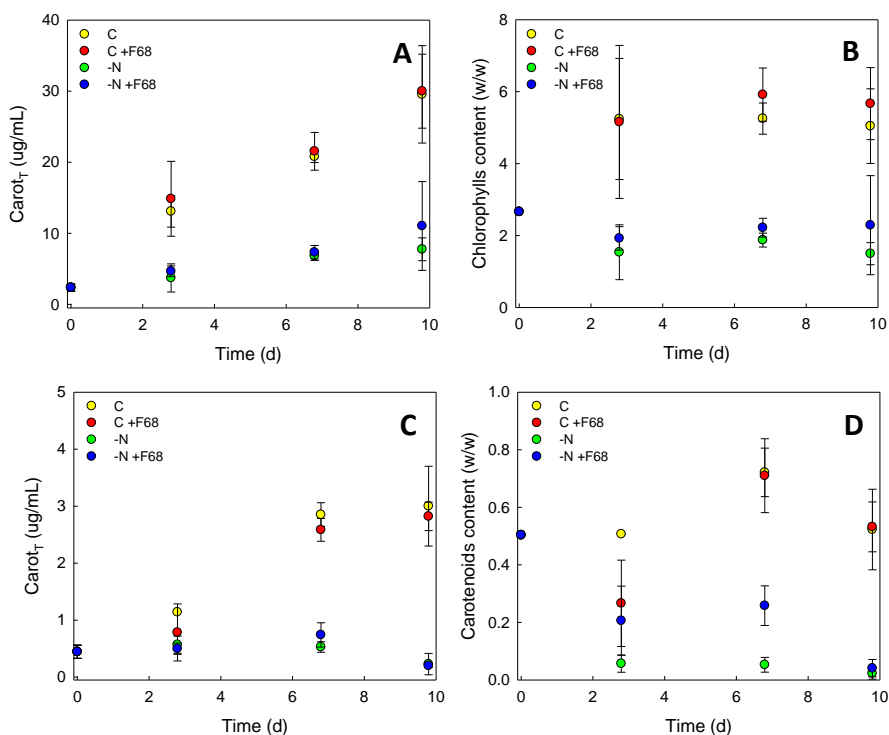 A
C
C +F68
-N
-N +F68
Carot_T (ug/mL)
40
30
20
10
0
0 2 4 6 8 10
Time (d)
B
C
C +F68
-N
-N +F68
Chlorophylls content (w/w)
8
6
4
2
0
0 2 4 6 8 10
Time (d)
C
C
C +F68
-N
-N +F68
Carot_T (ug/mL)
5
4
3
2
1
0
0 2 4 6 8 10
Time (d)
D
C
C +F68
-N
-N +F68
Carotenoids content (w/w)
1.0
0.8
0.6
0.4
0.2
0.0
0 2 4 6 8 10
Time (d)